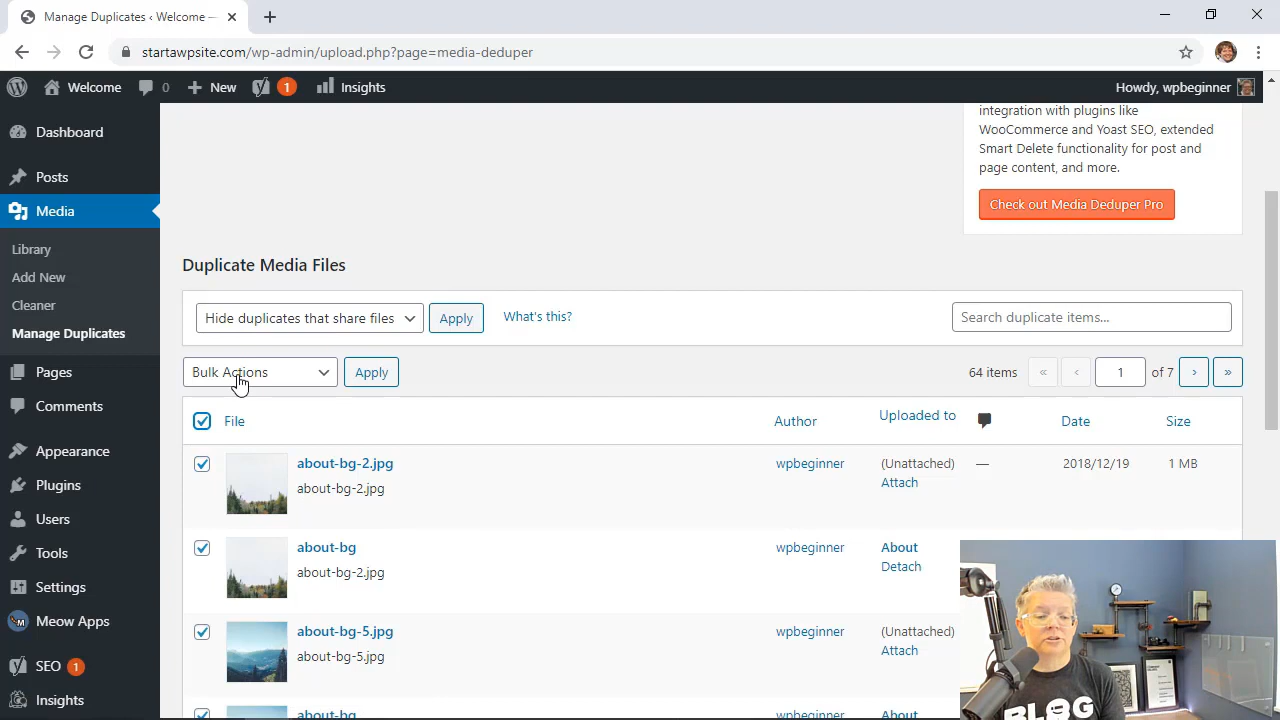 Manage Duplicates ‹ Welcome —
startawpsite.com/wp-admin/upload.php?page=media-deduper
Welcome
0
New
1
Insights
Howdy, wpbeginner
Dashboard
Posts
Media
Library
Add New
Cleaner
Manage Duplicates
Pages
Comments
Appearance
Plugins
Users
Tools
Settings
Meow Apps
SEO 1
Insights
integration with plugins like
WooCommerce and Yoast SEO, extended
Smart Delete functionality for post and
page content, and more.
Check out Media Deduper Pro
Duplicate Media Files
Hide duplicates that share files
Apply
What's this?
Search duplicate items...
Bulk Actions
Apply
64 items
«
‹
1
of 7
›
»
File
Author
Uploaded to
Date
Size
about-bg-2.jpg
about-bg-2.jpg
wpbeginner
(Unattached)
Attach
—
2018/12/19
1 MB
about-bg
about-bg-2.jpg
wpbeginner
About
Detach
about-bg-5.jpg
about-bg-5.jpg
wpbeginner
(Unattached)
Attach
about-bg
wpbeginner
About
BLOG